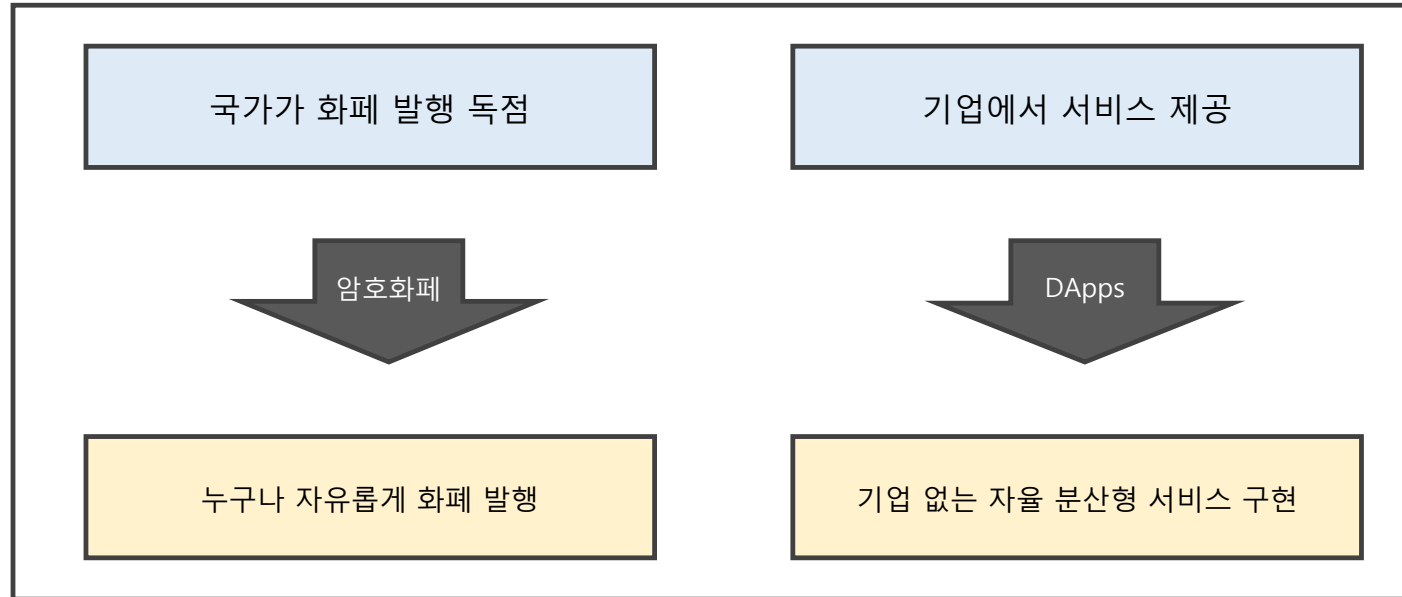 국가가 화페 발행 독점
기업에서 서비스 제공
암호화페
DApps
누구나 자유롭게 화폐 발행
기업 없는 자율 분산형 서비스 구현